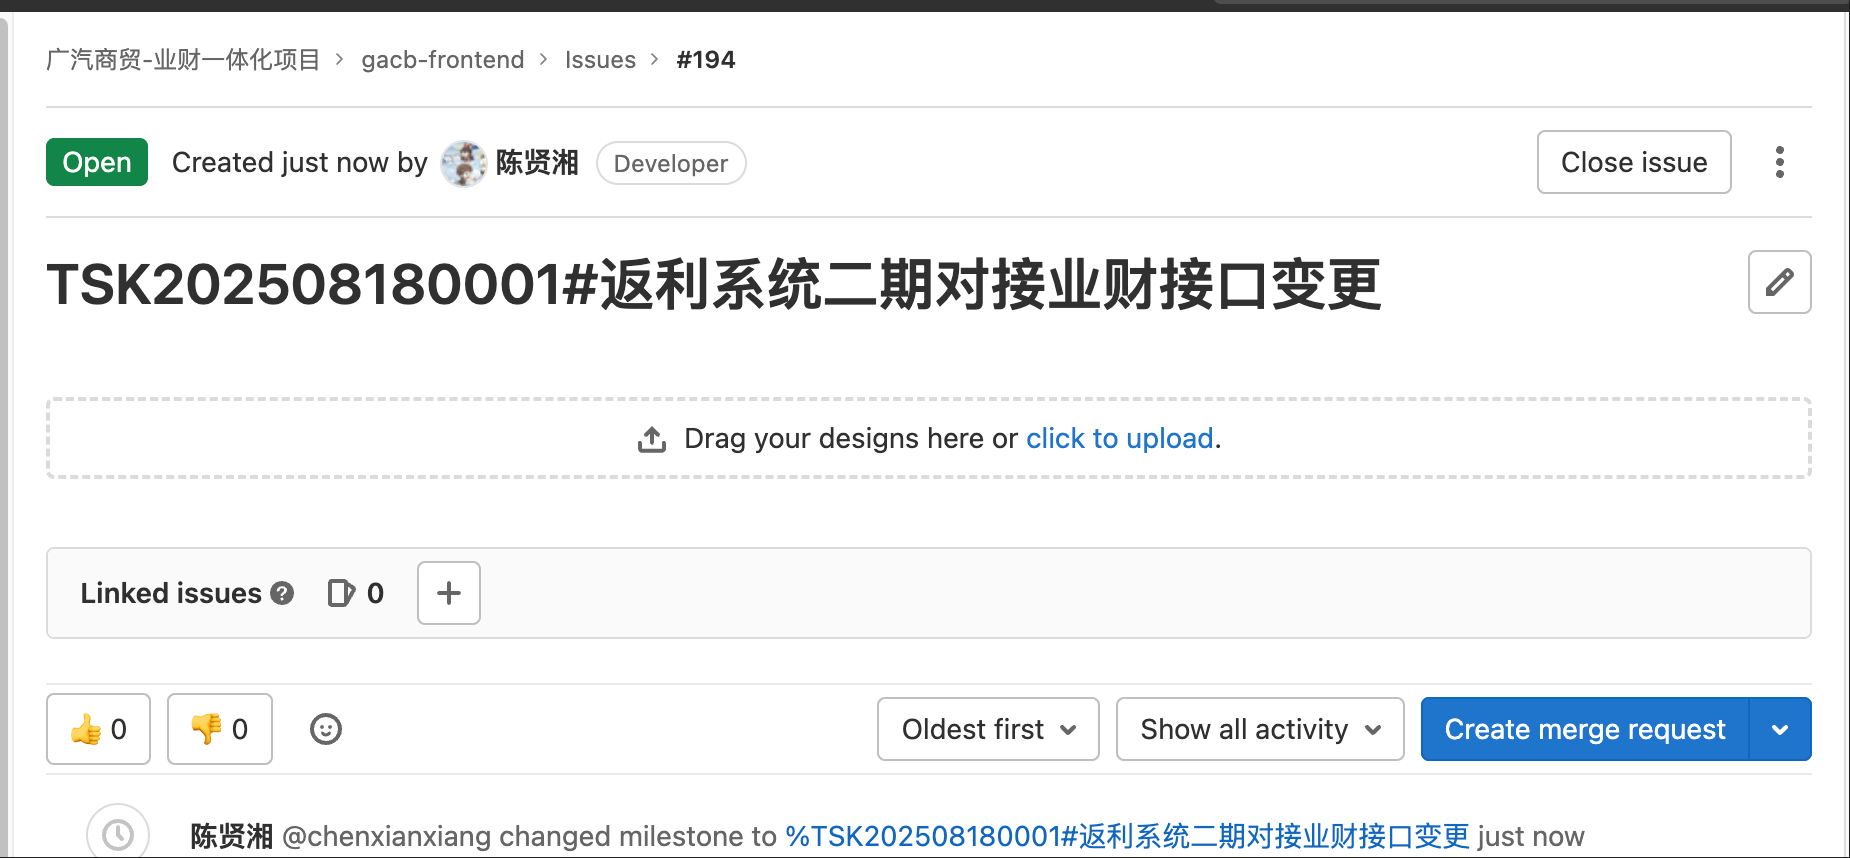 广汽商贸-业财一体化项目 > gacb-frontend > Issues > #194
Open Created just now by 陈贤湘 Developer Close issue
TSK202508180001#返利系统二期对接业财接口变更
Drag your designs here or click to upload.
Linked issues ? 0 +
👍 0 👎 0 Oldest first Show all activity Create merge request
陈贤湘 @chenxianxiang changed milestone to %TSK202508180001#返利系统二期对接业财接口变更 just now